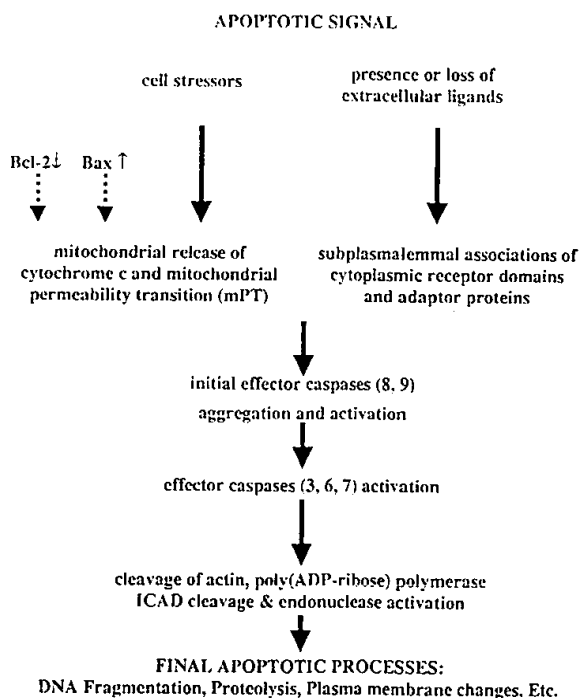 APOPTOTIC SIGNAL
cell stressors
presence or loss of
extracellular ligands
Bcl-2↓ Bax ↑
mitochondrial release of
cytochrome c and mitochondrial
permeability transition (mPT)
subplasmalemmal associations of
cytoplasmic receptor domains
and adaptor proteins
initial effector caspases (8, 9)
aggregation and activation
effector caspases (3, 6, 7) activation
cleavage of actin, poly(ADP-ribose) polymerase
ICAD cleavage & endonuclease activation
FINAL APOPTOTIC PROCESSES:
DNA Fragmentation, Proteolysis, Plasma membrane changes, Etc.